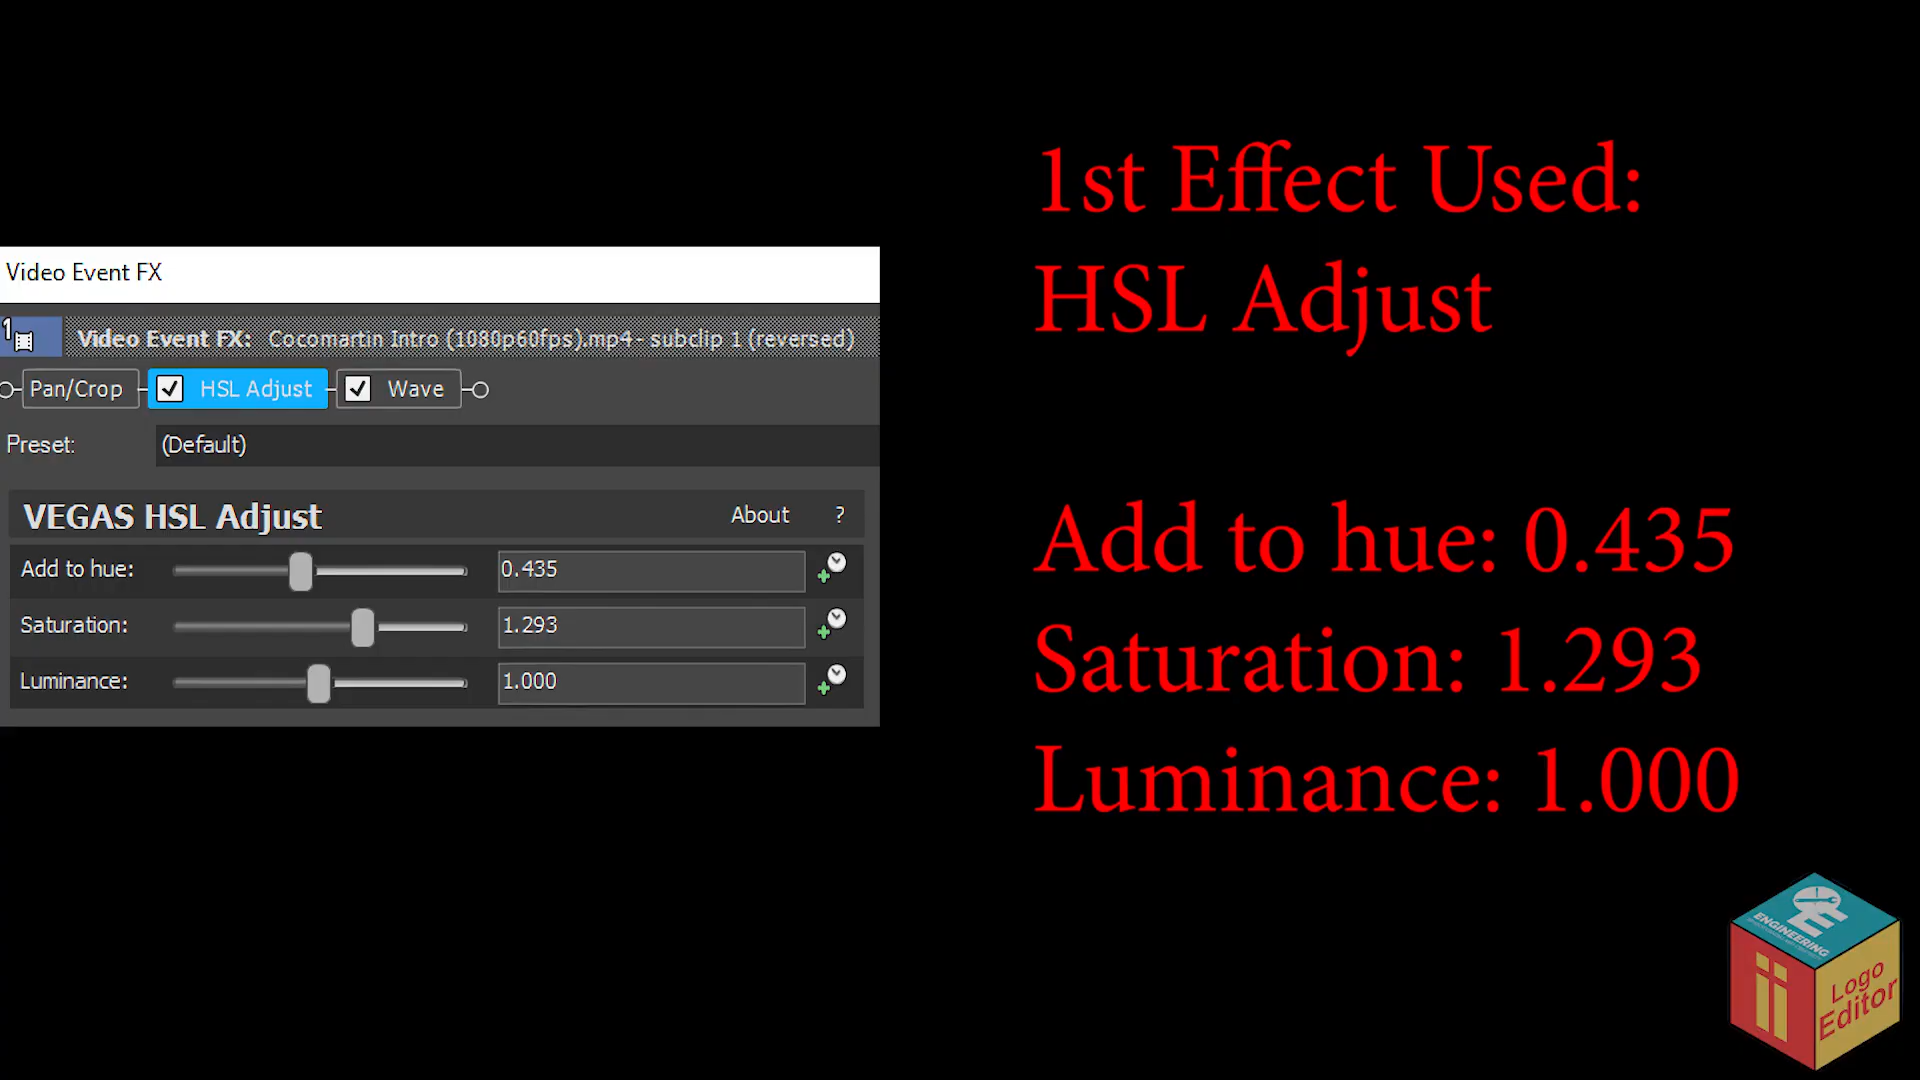 Video Event FX
1
Video Event FX: Cocomartin Intro (1080p60fps).mp4 - subclip 1 (reversed)
Pan/Crop HSL Adjust Wave
Preset: (Default)
VEGAS HSL Adjust About ?
Add to hue: 0.435
Saturation: 1.293
Luminance: 1.000
1st Effect Used:
HSL Adjust
Add to hue: 0.435
Saturation: 1.293
Luminance: 1.000
E
ENGINEERING
ii
Logo
Editor